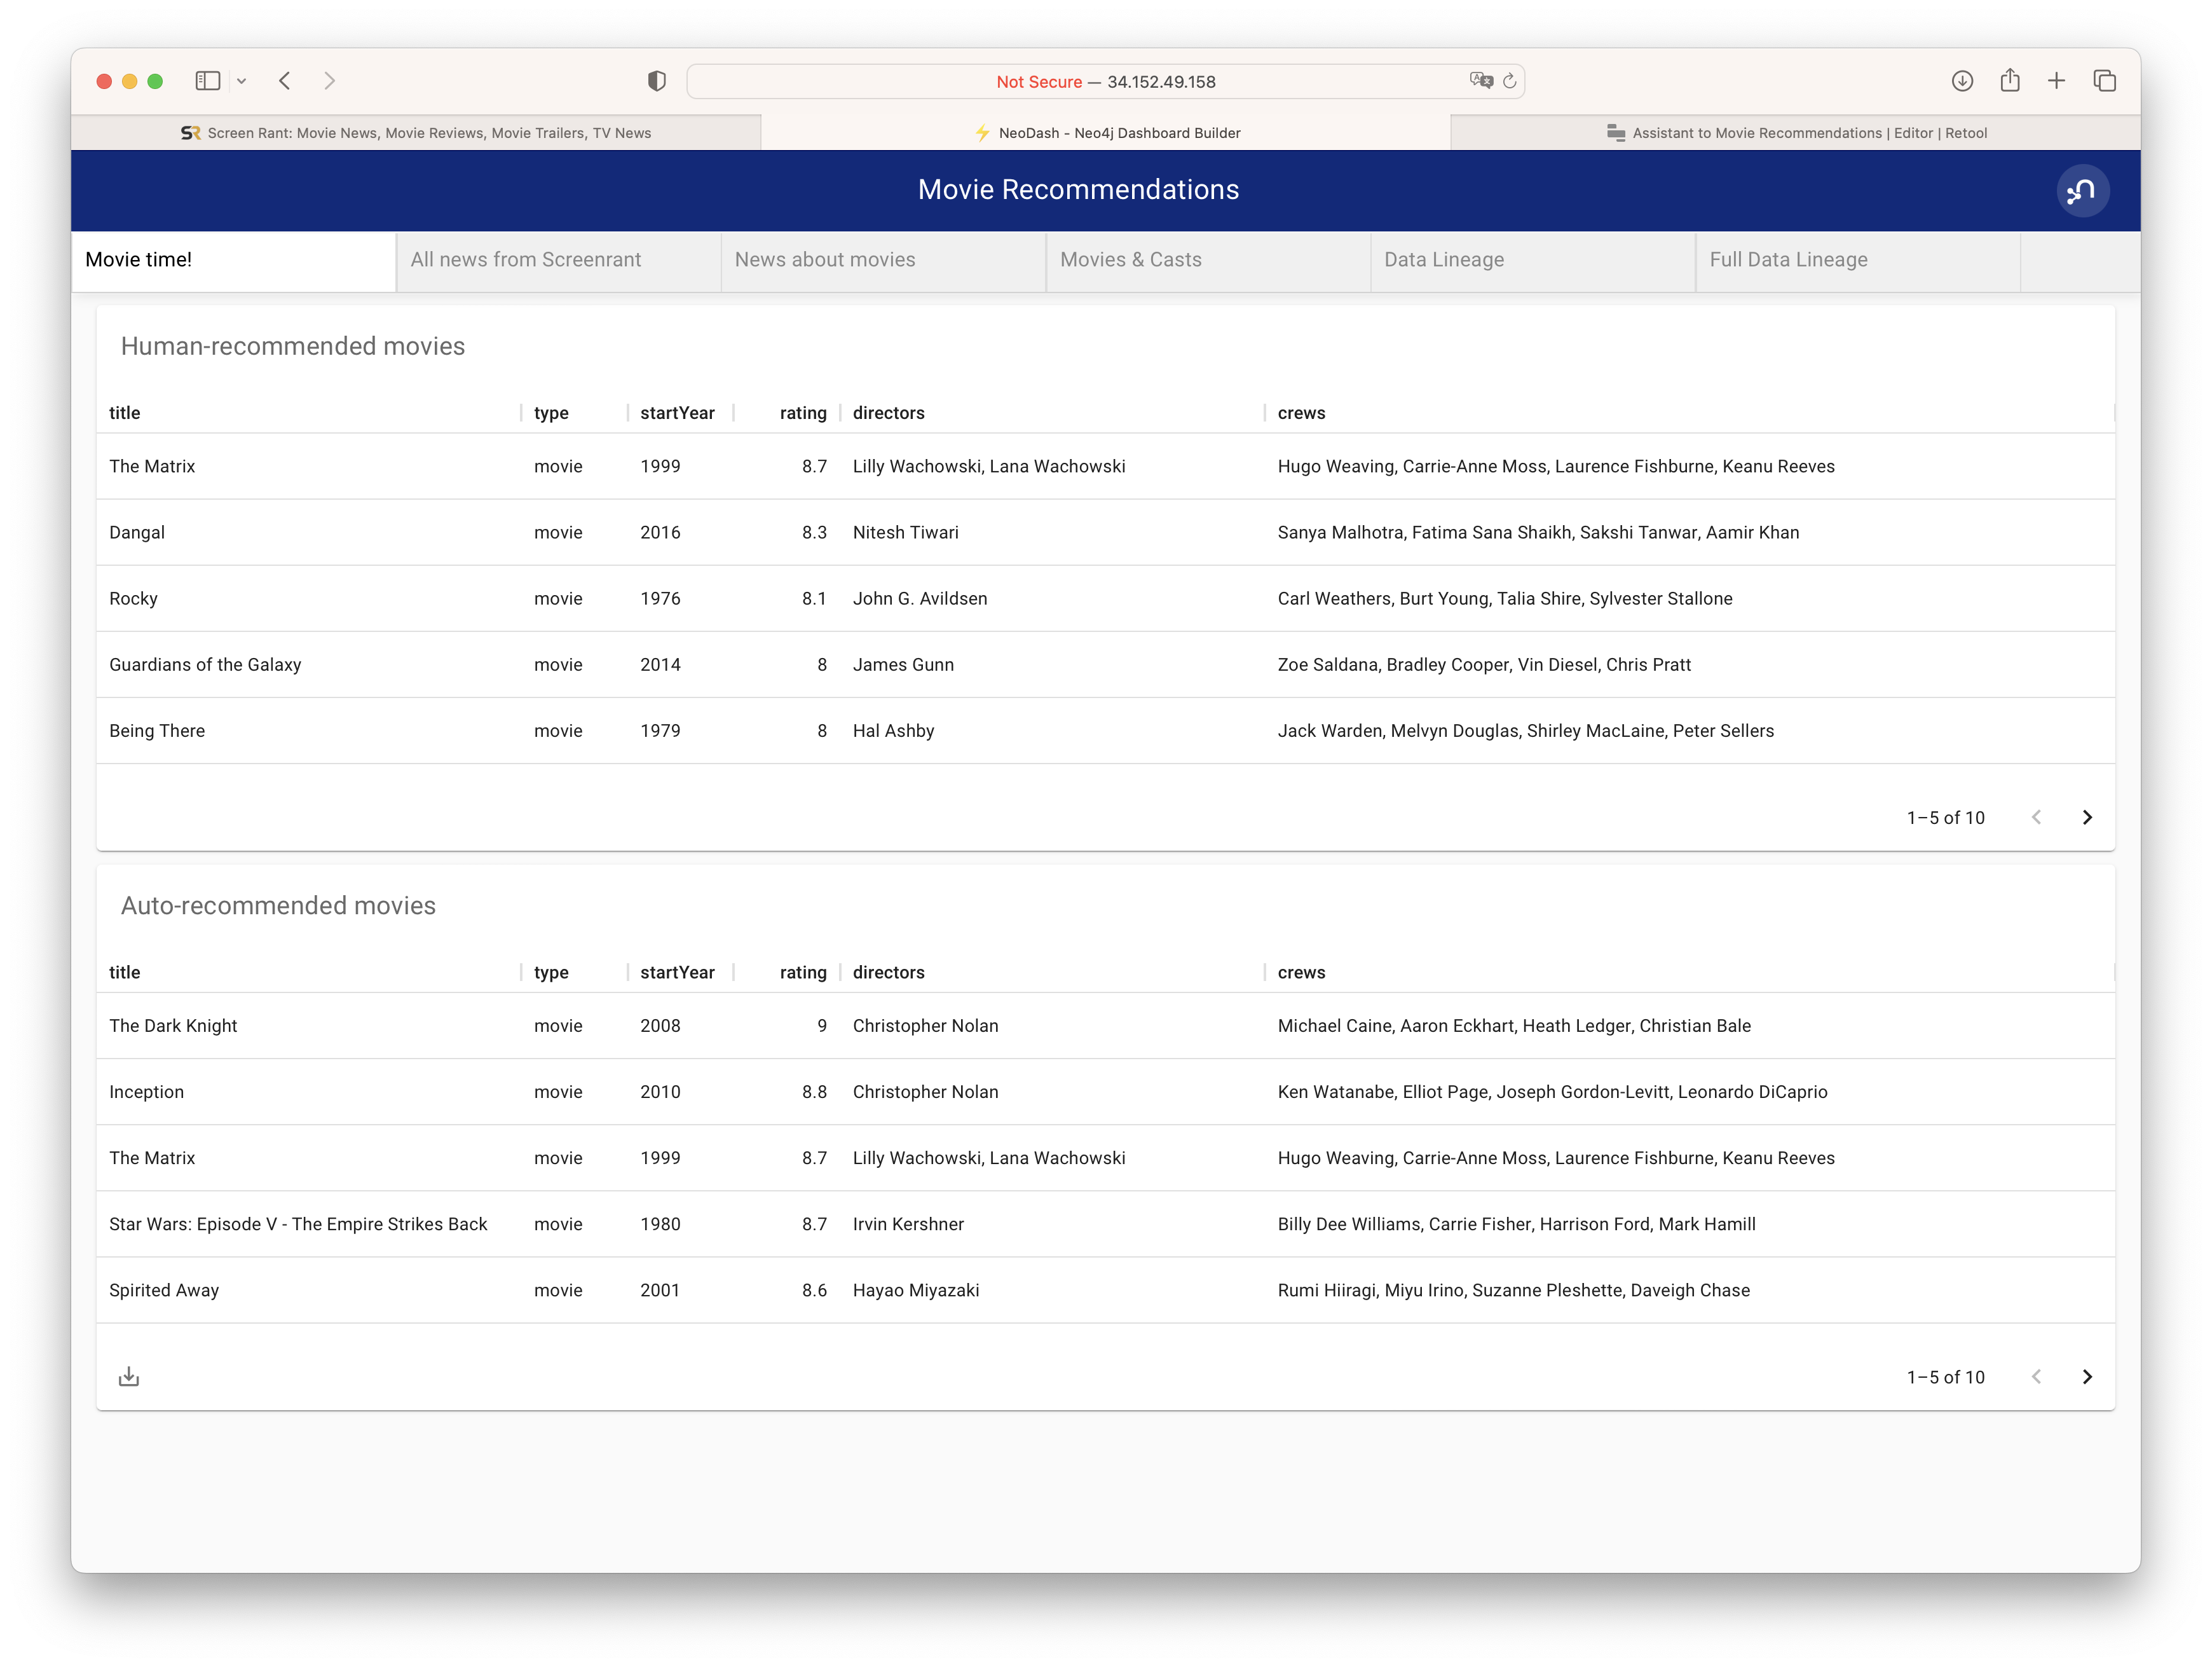 Not Secure — 34.152.49.158
SR Screen Rant: Movie News, Movie Reviews, Movie Trailers, TV News
NeoDash - Neo4j Dashboard Builder
Assistant to Movie Recommendations | Editor | Retool
Movie Recommendations
Movie time!
All news from Screenrant
News about movies
Movies & Casts
Data Lineage
Full Data Lineage
Human-recommended movies
title type startYear rating directors crews
The Matrix movie 1999 8.7 Lilly Wachowski, Lana Wachowski Hugo Weaving, Carrie-Anne Moss, Laurence Fishburne, Keanu Reeves
Dangal movie 2016 8.3 Nitesh Tiwari Sanya Malhotra, Fatima Sana Shaikh, Sakshi Tanwar, Aamir Khan
Rocky movie 1976 8.1 John G. Avildsen Carl Weathers, Burt Young, Talia Shire, Sylvester Stallone
Guardians of the Galaxy movie 2014 8 James Gunn Zoe Saldana, Bradley Cooper, Vin Diesel, Chris Pratt
Being There movie 1979 8 Hal Ashby Jack Warden, Melvyn Douglas, Shirley MacLaine, Peter Sellers
1–5 of 10
Auto-recommended movies
title type startYear rating directors crews
The Dark Knight movie 2008 9 Christopher Nolan Michael Caine, Aaron Eckhart, Heath Ledger, Christian Bale
Inception movie 2010 8.8 Christopher Nolan Ken Watanabe, Elliot Page, Joseph Gordon-Levitt, Leonardo DiCaprio
The Matrix movie 1999 8.7 Lilly Wachowski, Lana Wachowski Hugo Weaving, Carrie-Anne Moss, Laurence Fishburne, Keanu Reeves
Star Wars: Episode V - The Empire Strikes Back movie 1980 8.7 Irvin Kershner Billy Dee Williams, Carrie Fisher, Harrison Ford, Mark Hamill
Spirited Away movie 2001 8.6 Hayao Miyazaki Rumi Hiiragi, Miyu Irino, Suzanne Pleshette, Daveigh Chase
1–5 of 10